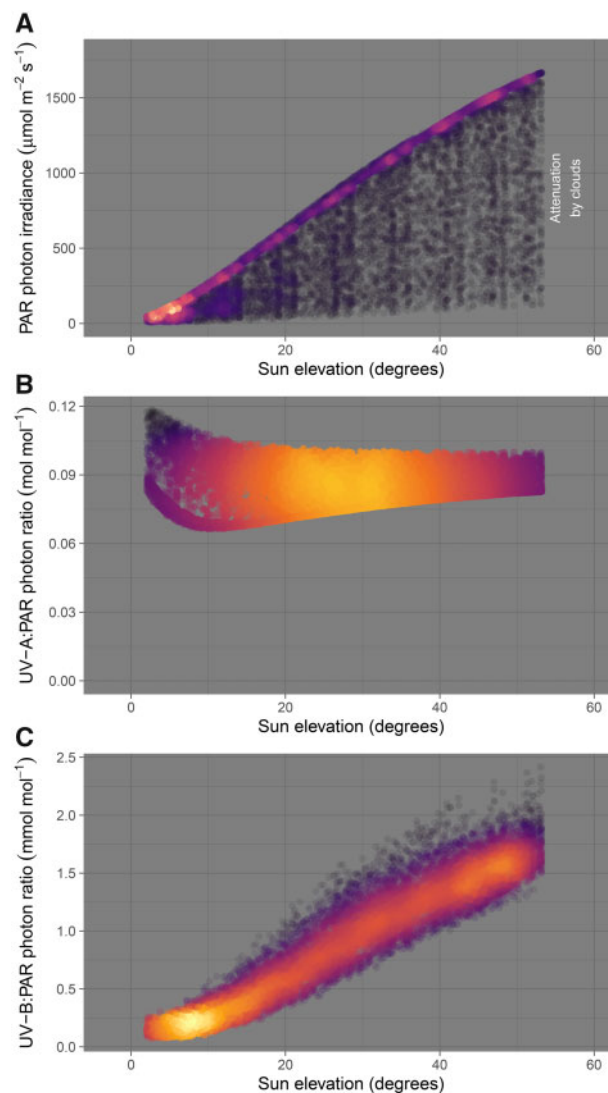 A
PAR photon irradiance (μmol m⁻² s⁻¹)
1500
1000
500
0
Attenuation
by clouds
0 20 40 60
Sun elevation (degrees)
B
UV−A:PAR photon ratio (mol mol⁻¹)
0.12
0.09
0.06
0.03
0.00
0 20 40 60
Sun elevation (degrees)
C
UV−B:PAR photon ratio (mmol mol⁻¹)
2.5
2.0
1.5
1.0
0.5
0.0
0 20 40 60
Sun elevation (degrees)